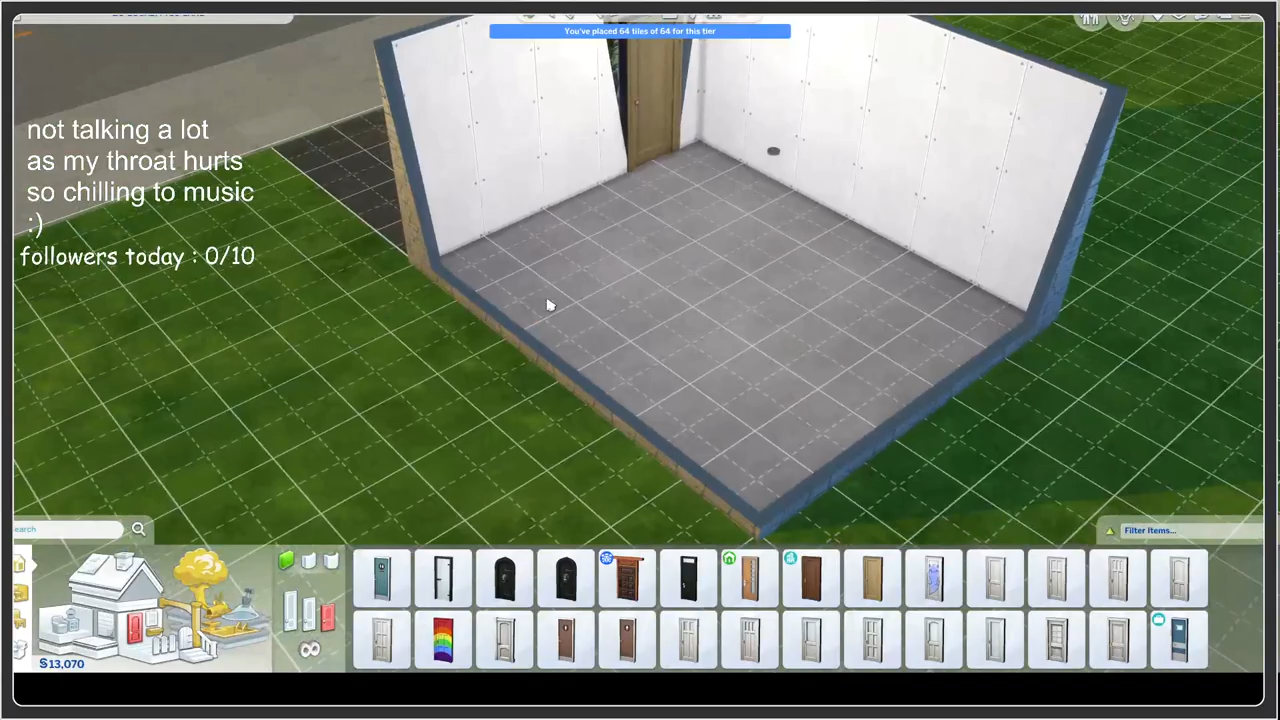 You've placed 64 tiles of 64 for this tier
not talking a lot
as my throat hurts
so chilling to music
:)
followers today : 0/10
earch
Filter Items...
§13,070